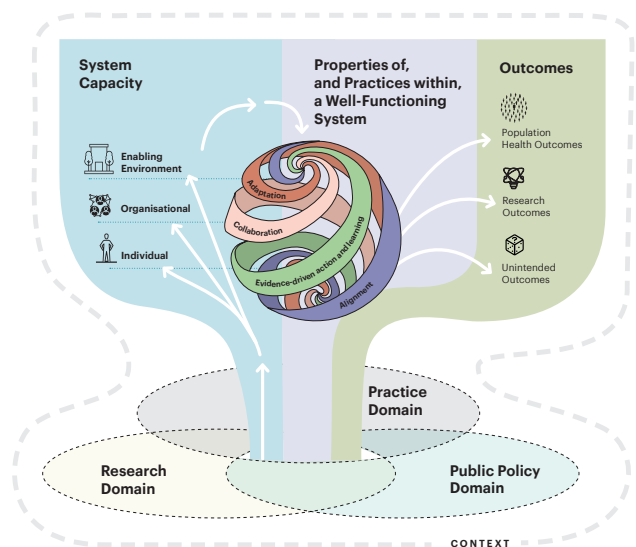 System
Capacity
Properties of,
and Practices within,
a Well-Functioning
System
Outcomes
Enabling
Environment
Organisational
Individual
Adaptation
Collaboration
Evidence-driven action and learning
Alignment
Population
Health Outcomes
Research
Outcomes
Unintended
Outcomes
Practice
Domain
Research
Domain
Public Policy
Domain
CONTEXT